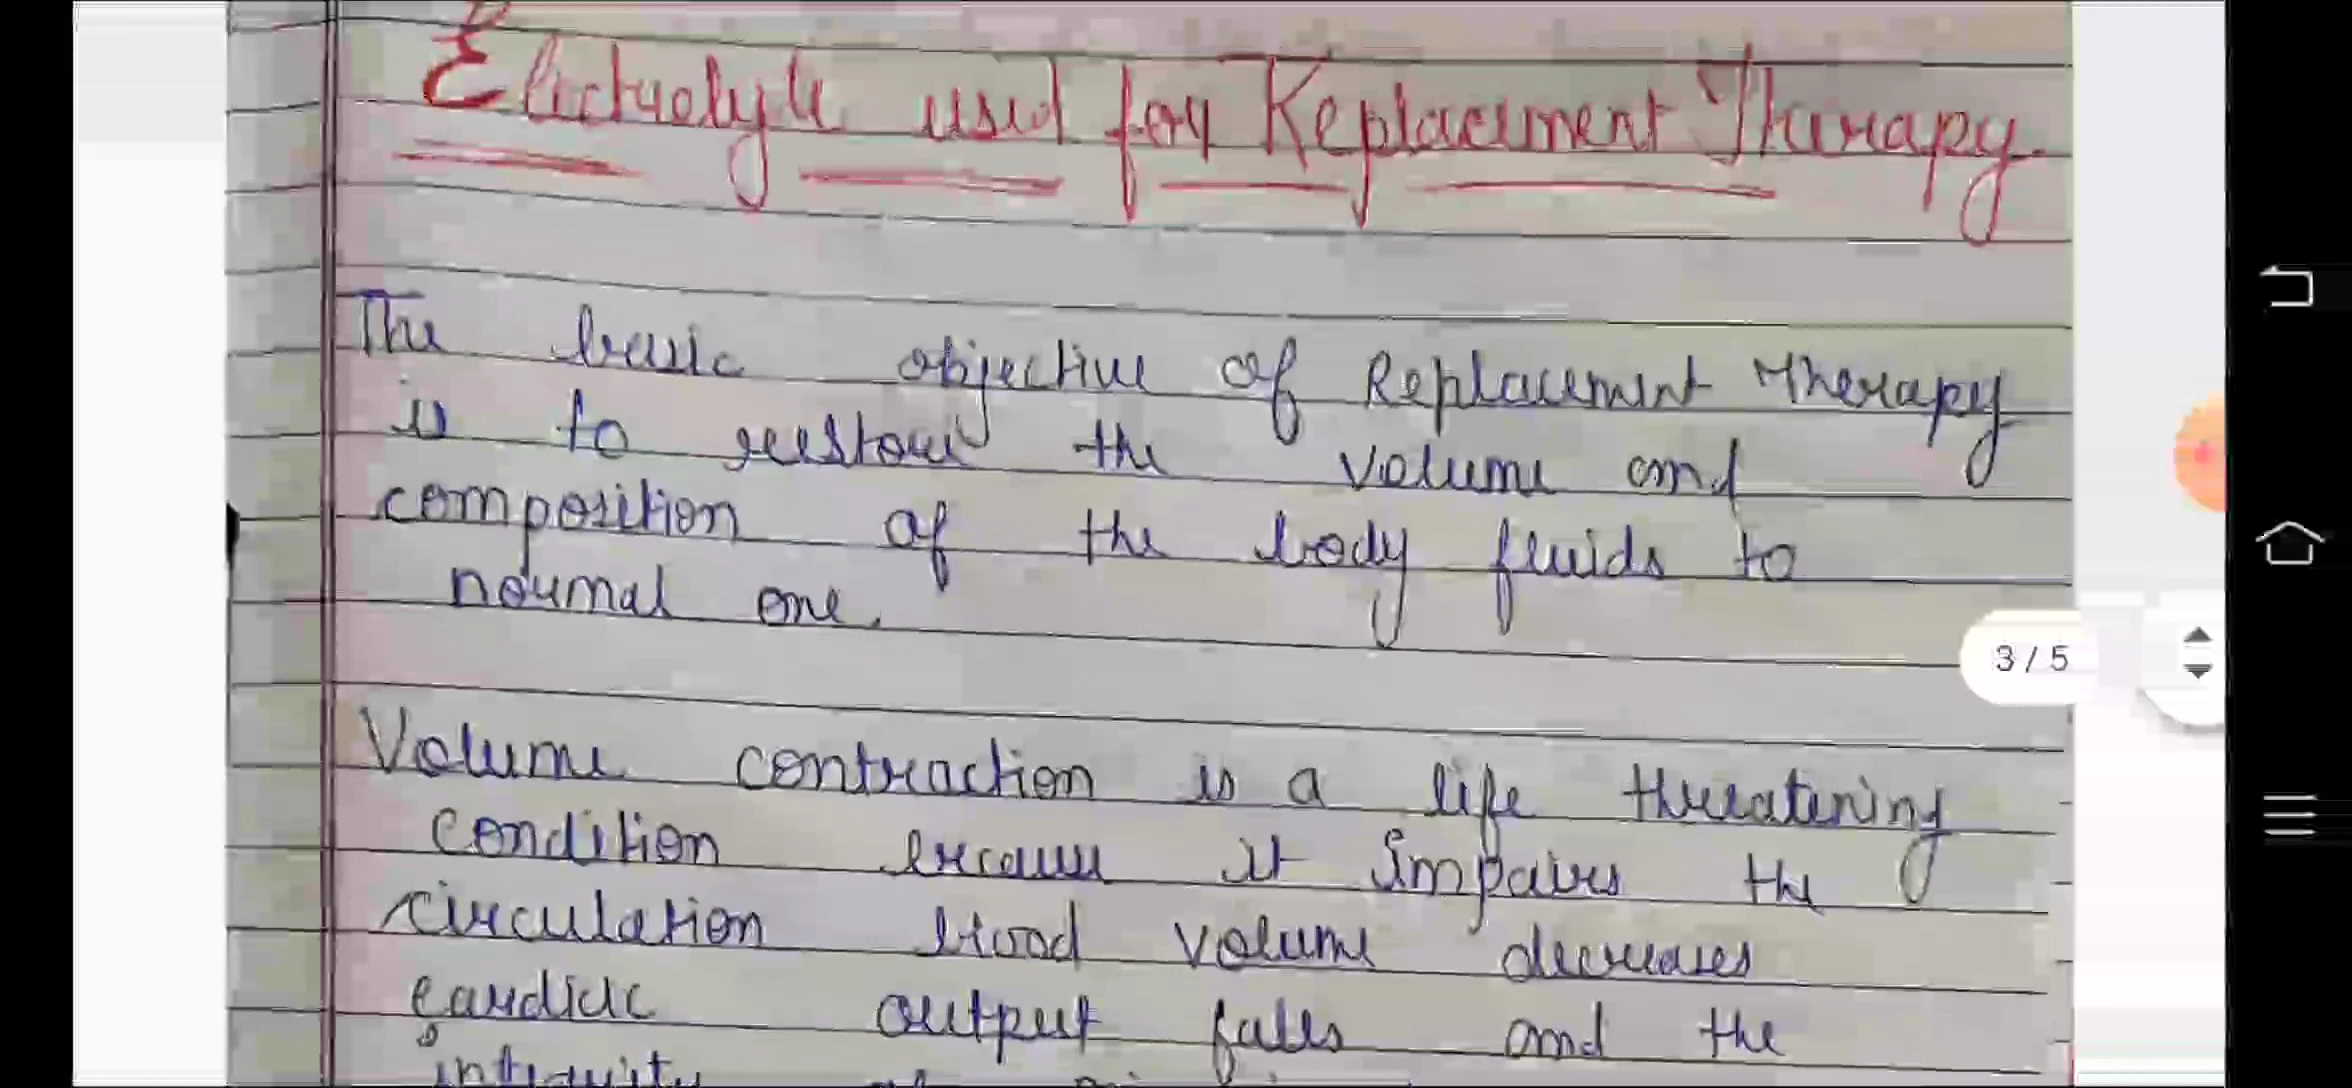 Electrolyte used for Replacement Therapy
The basic objective of Replacement Therapy
is to restore the volume and
composition of the body fluids to
normal one.
3 / 5
Volume contraction is a life threatening
condition because it impairs the
circulation blood volume decreases
cardiac output falls and the
integrity of